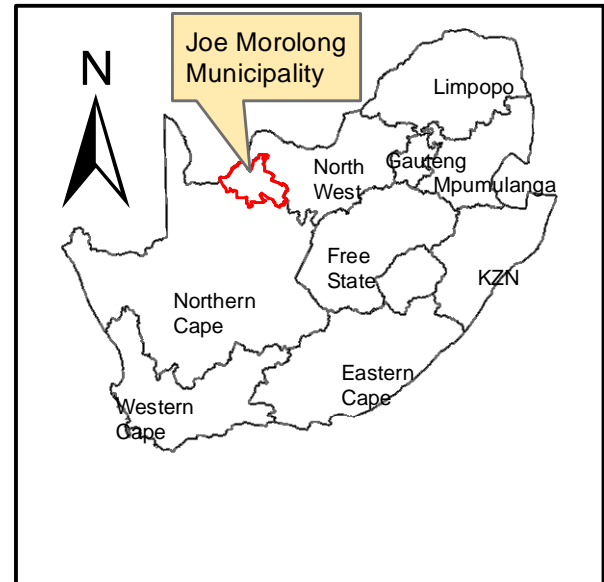 Joe Morolong
Municipality
N
Limpopo
North
West
Gauteng
Mpumulanga
Free
State
KZN
Northern
Cape
Eastern
Cape
Western
Cape